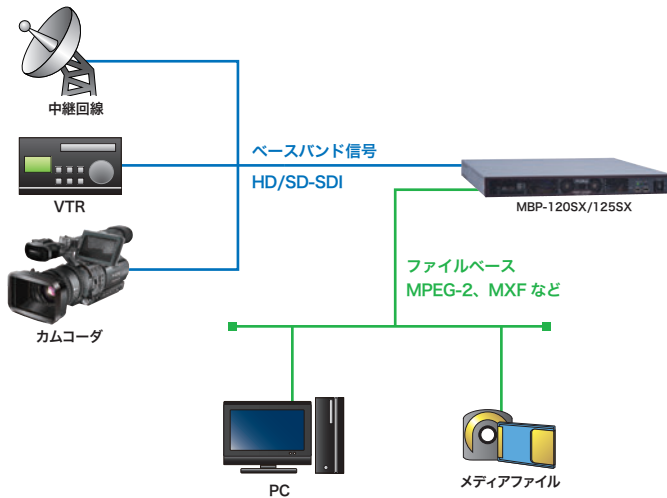 中継回線
ベースバンド信号
HD/SD-SDI
VTR
MBP-120SX/125SX
カムコーダ
ファイルベース
MPEG-2、MXF など
PC
メディアファイル